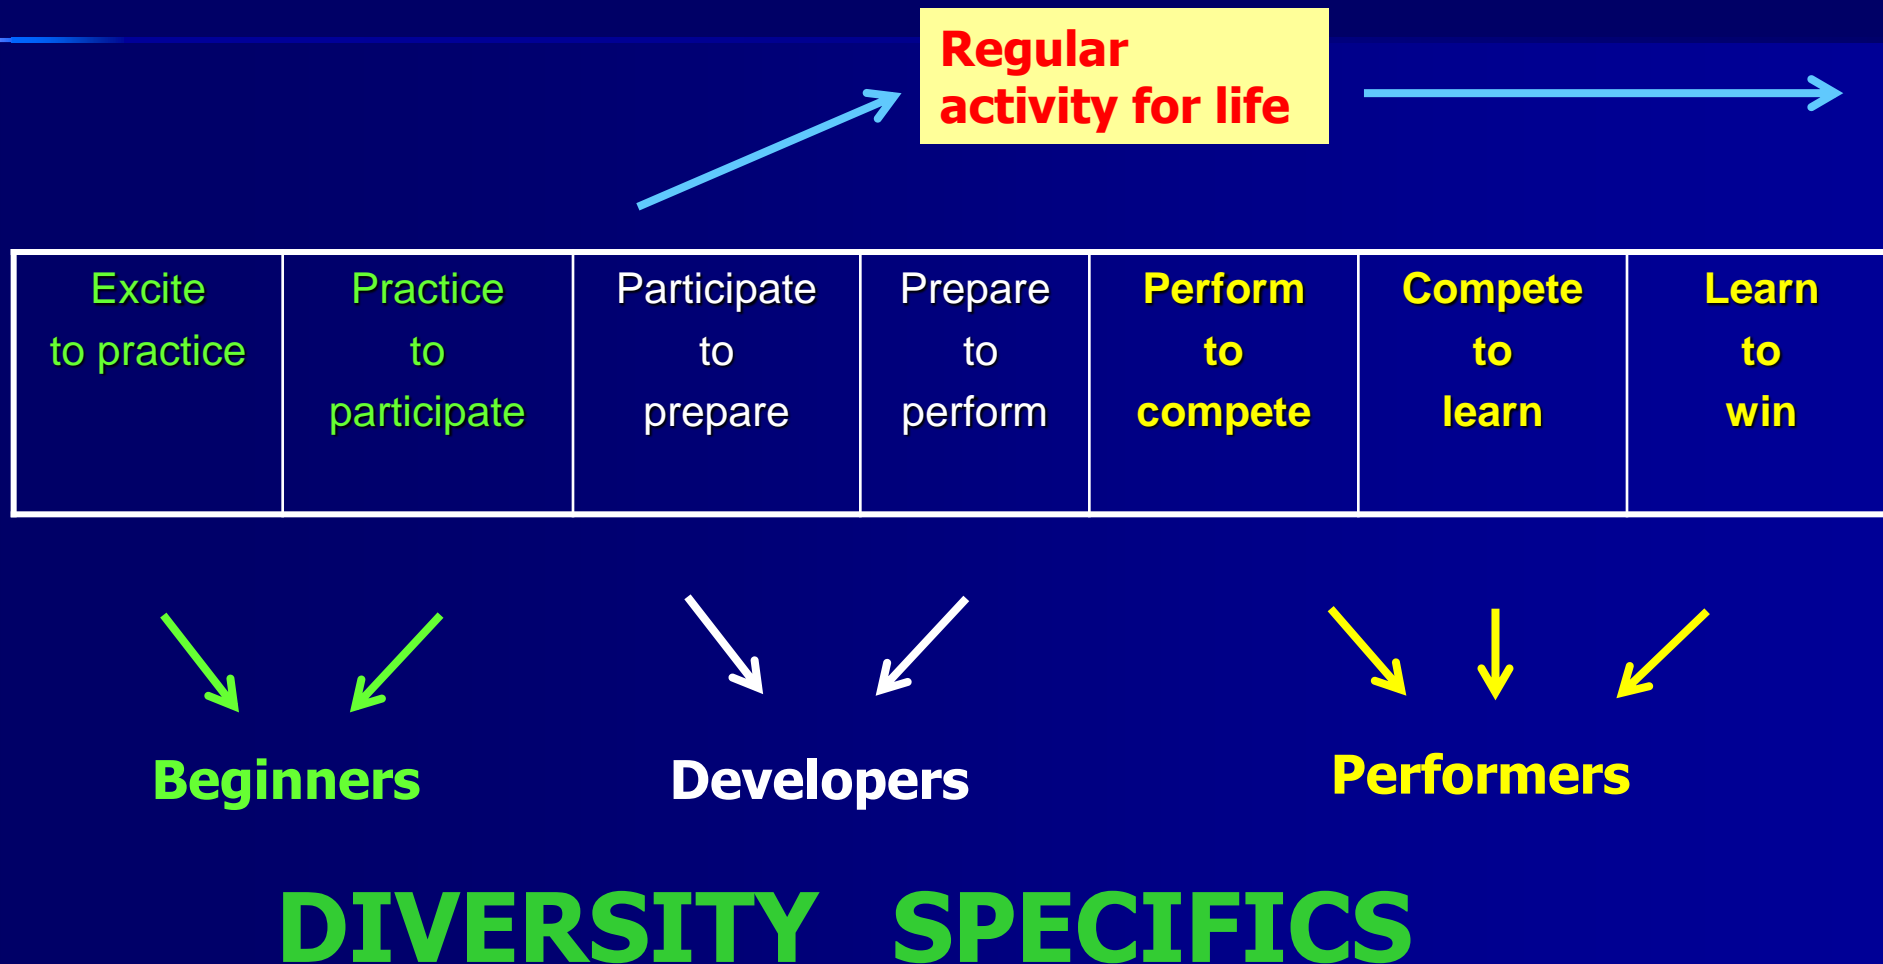 Regular
activity for life
Excite
to practice
Practice
to
participate
Participate
to
prepare
Prepare
to
perform
Perform
to
compete
Compete
to
learn
Learn
to
win
Beginners
Developers
Performers
DIVERSITY SPECIFICS